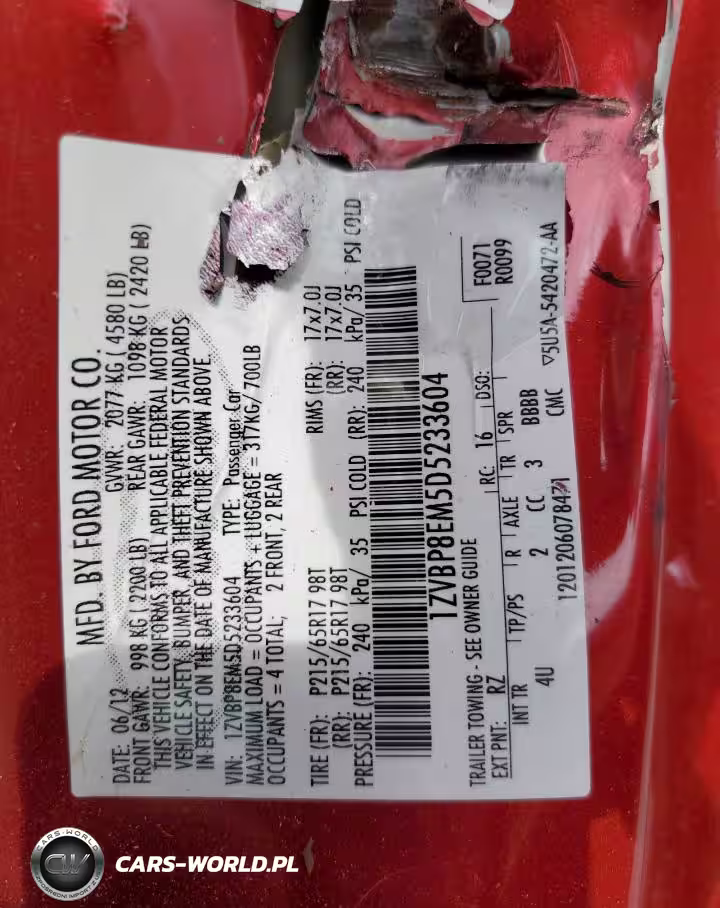 MFD. BY FORD MOTOR CO.
DATE: 06/12 GVWR: 2077 KG ( 4580 LB)
FRONT GAWR: 998 KG ( 2200 LB) REAR GAWR: 1098 KG ( 2420 LB)
THIS VEHICLE CONFORMS TO ALL APPLICABLE FEDERAL MOTOR
VEHICLE SAFETY, BUMPER, AND THEFT PREVENTION STANDARDS
IN EFFECT ON THE DATE OF MANUFACTURE SHOWN ABOVE.
VIN: 1ZVBP8EM5D5233604 TYPE: Passenger Car
MAXIMUM LOAD = OCCUPANTS + LUGGAGE = 317KG/ 700LB
OCCUPANTS = 4 TOTAL; 2 FRONT, 2 REAR
TIRE (FR): P215/65R17 98T RIMS (FR): 17x7.0J
(RR): P215/65R17 98T (RR): 17x7.0J
PRESSURE (FR): 240 kPa/ 35 PSI COLD (RR): 240 kPa/ 35 PSI COLD
1ZVBP8EM5D5233604
TRAILER TOWING - SEE OWNER GUIDE
F0071
R0099
EXT PNT: RZ RC: 16 DSO:
INT TR TP/PS R AXLE TR SPR
4U 2 CC 3 BBBB
CMC ▽5U5A-5420472-AA
CARS-WORLD
CW
CARS-WORLD.PL